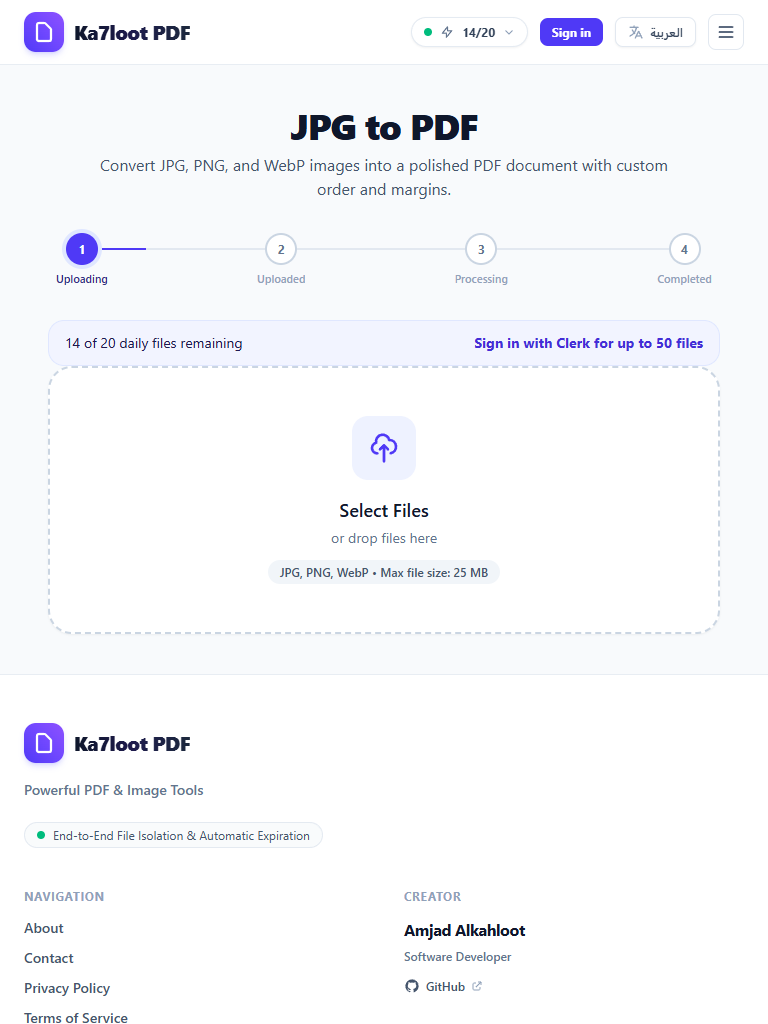 Ka7loot PDF
14/20
Sign in
العربية
JPG to PDF
Convert JPG, PNG, and WebP images into a polished PDF document with custom
order and margins.
1
2
3
4
Uploading
Uploaded
Processing
Completed
14 of 20 daily files remaining
Sign in with Clerk for up to 50 files
Select Files
or drop files here
JPG, PNG, WebP • Max file size: 25 MB
Ka7loot PDF
Powerful PDF & Image Tools
End-to-End File Isolation & Automatic Expiration
NAVIGATION
About
Contact
Privacy Policy
Terms of Service
CREATOR
Amjad Alkahloot
Software Developer
GitHub